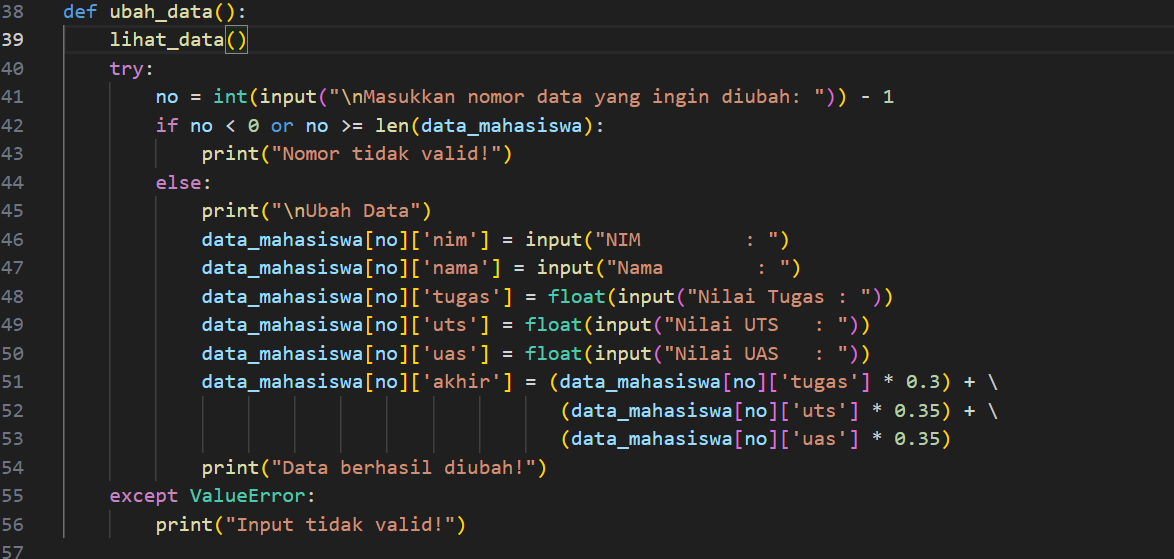 38 def ubah_data():
39     lihat_data()
40     try:
41         no = int(input("\nMasukkan nomor data yang ingin diubah: ")) - 1
42         if no < 0 or no >= len(data_mahasiswa):
43             print("Nomor tidak valid!")
44         else:
45             print("\nUbah Data")
46             data_mahasiswa[no]['nim'] = input("NIM         : ")
47             data_mahasiswa[no]['nama'] = input("Nama        : ")
48             data_mahasiswa[no]['tugas'] = float(input("Nilai Tugas : "))
49             data_mahasiswa[no]['uts'] = float(input("Nilai UTS   : "))
50             data_mahasiswa[no]['uas'] = float(input("Nilai UAS   : "))
51             data_mahasiswa[no]['akhir'] = (data_mahasiswa[no]['tugas'] * 0.3) + \
52                                            (data_mahasiswa[no]['uts'] * 0.35) + \
53                                            (data_mahasiswa[no]['uas'] * 0.35)
54             print("Data berhasil diubah!")
55     except ValueError:
56         print("Input tidak valid!")
57